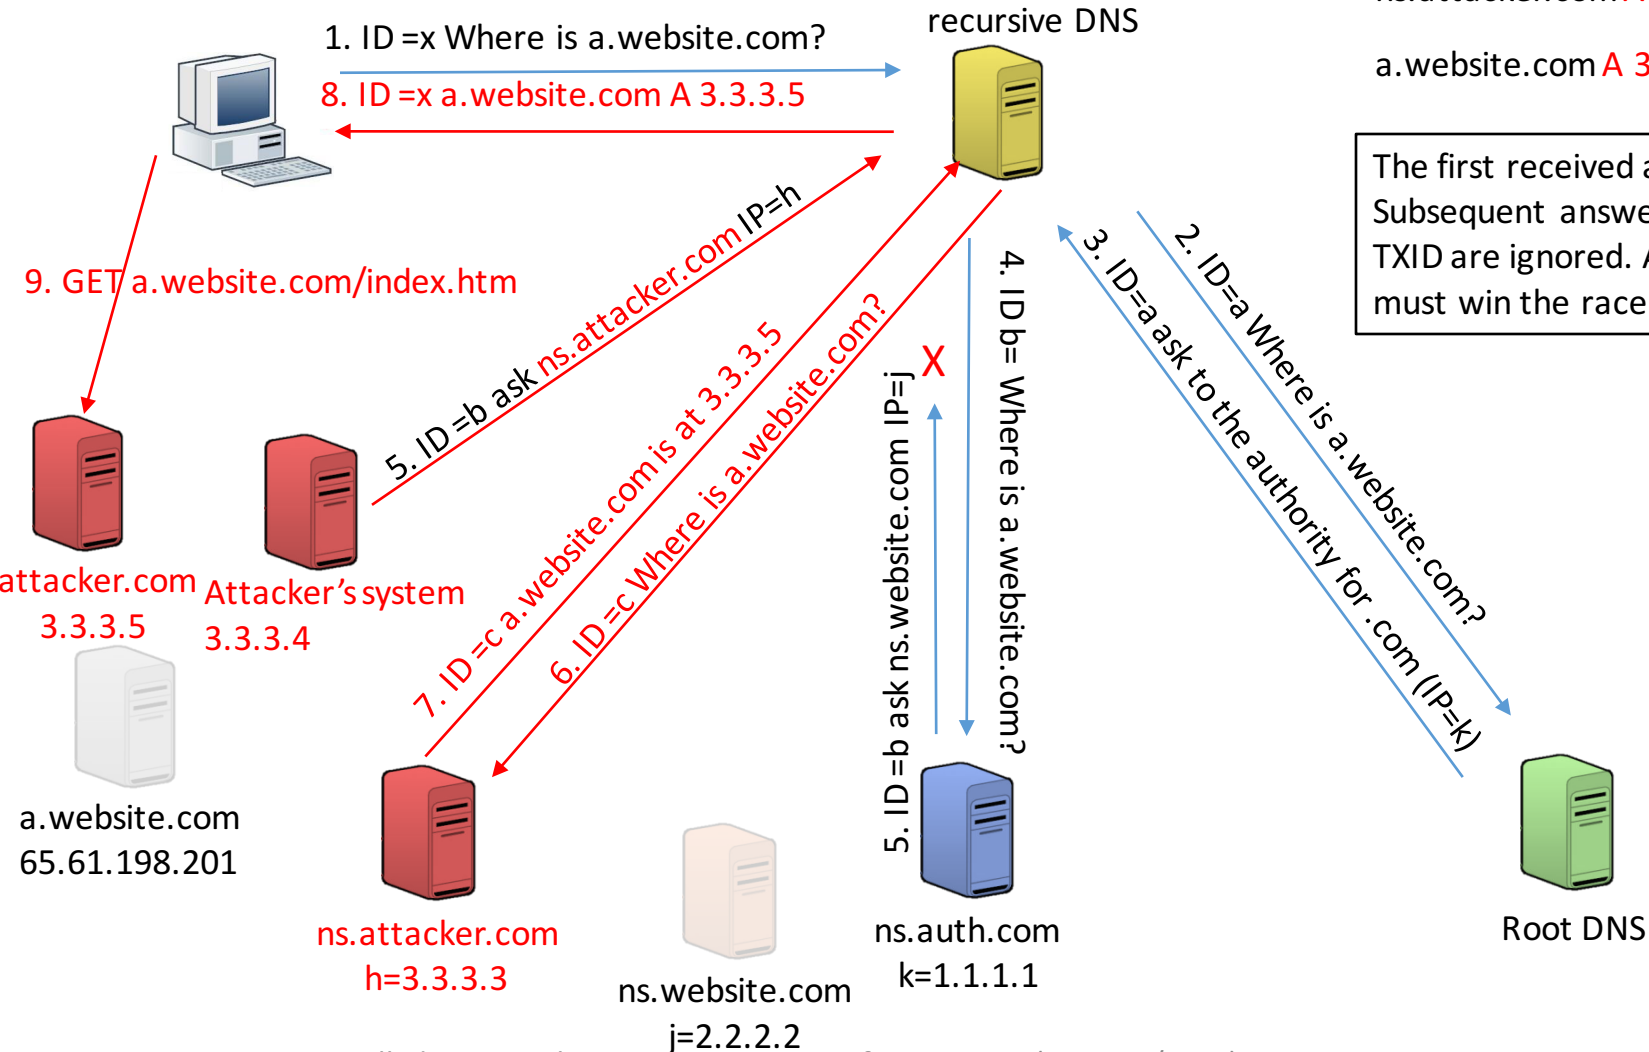 recursive DNS
1. ID =x Where is a.website.com?
8. ID =x a.website.com A 3.3.3.5
a.website.com A 3
The first received
Subsequent answe
TXID are ignored.
must win the race
9. GET a.website.com/index.htm
5. ID =b ask ns.attacker.com IP=h
7. ID =c a.website.com is at 3.3.3.5
6. ID =c Where is a.website.com?
5. ID =b ask ns.website.com IP=j
X
4. ID b= Where is a.website.com?
3. ID=a ask to the authority for .com (IP=k)
2. ID=a Where is a.website.com?
attacker.com
3.3.3.5
Attacker's system
3.3.3.4
a.website.com
65.61.198.201
ns.attacker.com
h=3.3.3.3
ns.website.com
j=2.2.2.2
ns.auth.com
k=1.1.1.1
Root DNS